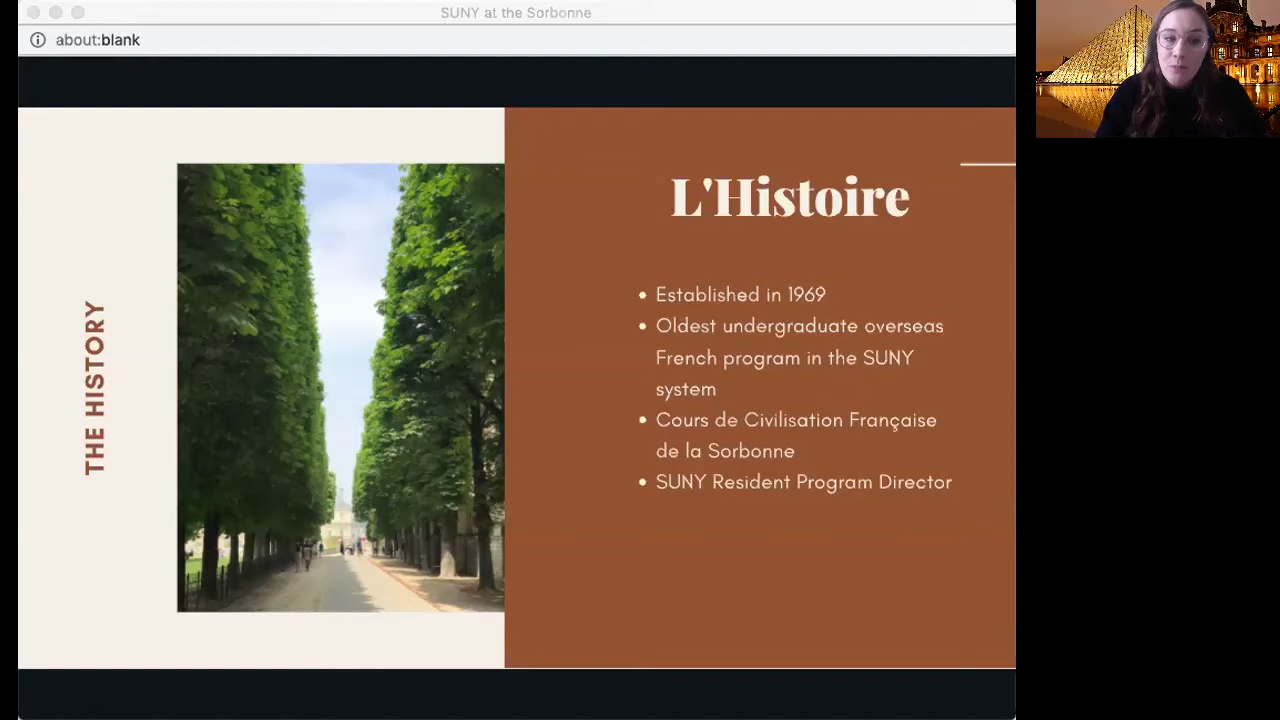 SUNY at the Sorbonne
about:blank
THE HISTORY
L'Histoire
• Established in 1969
• Oldest undergraduate overseas
French program in the SUNY
system
• Cours de Civilisation Française
de la Sorbonne
• SUNY Resident Program Director